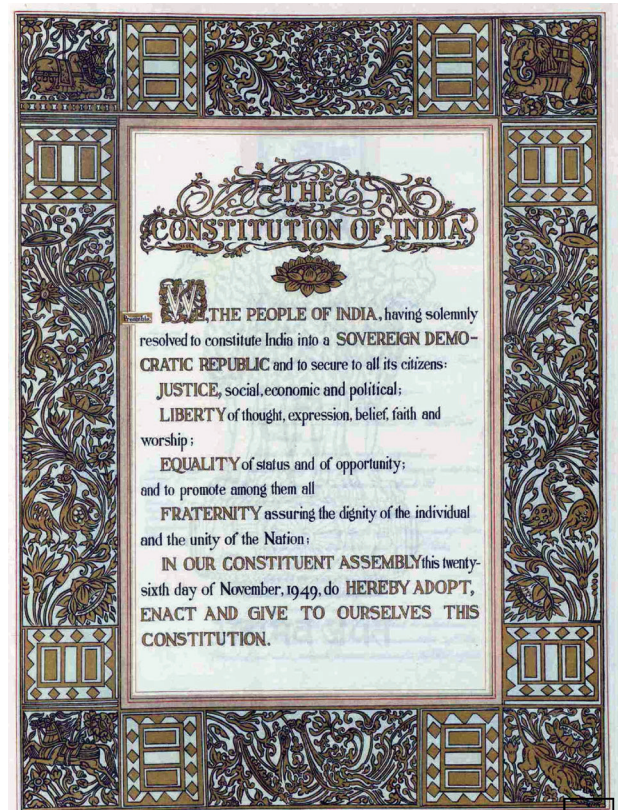 THE
CONSTITUTION OF INDIA
WE, THE PEOPLE OF INDIA, having solemnly
resolved to constitute India into a SOVEREIGN DEMO-
CRATIC REPUBLIC and to secure to all its citizens:
JUSTICE, social, economic and political;
LIBERTY of thought, expression, belief, faith and
worship;
EQUALITY of status and of opportunity;
and to promote among them all
FRATERNITY assuring the dignity of the individual
and the unity of the Nation;
IN OUR CONSTITUENT ASSEMBLY this twenty-
sixth day of November, 1949, do HEREBY ADOPT,
ENACT AND GIVE TO OURSELVES THIS
CONSTITUTION.